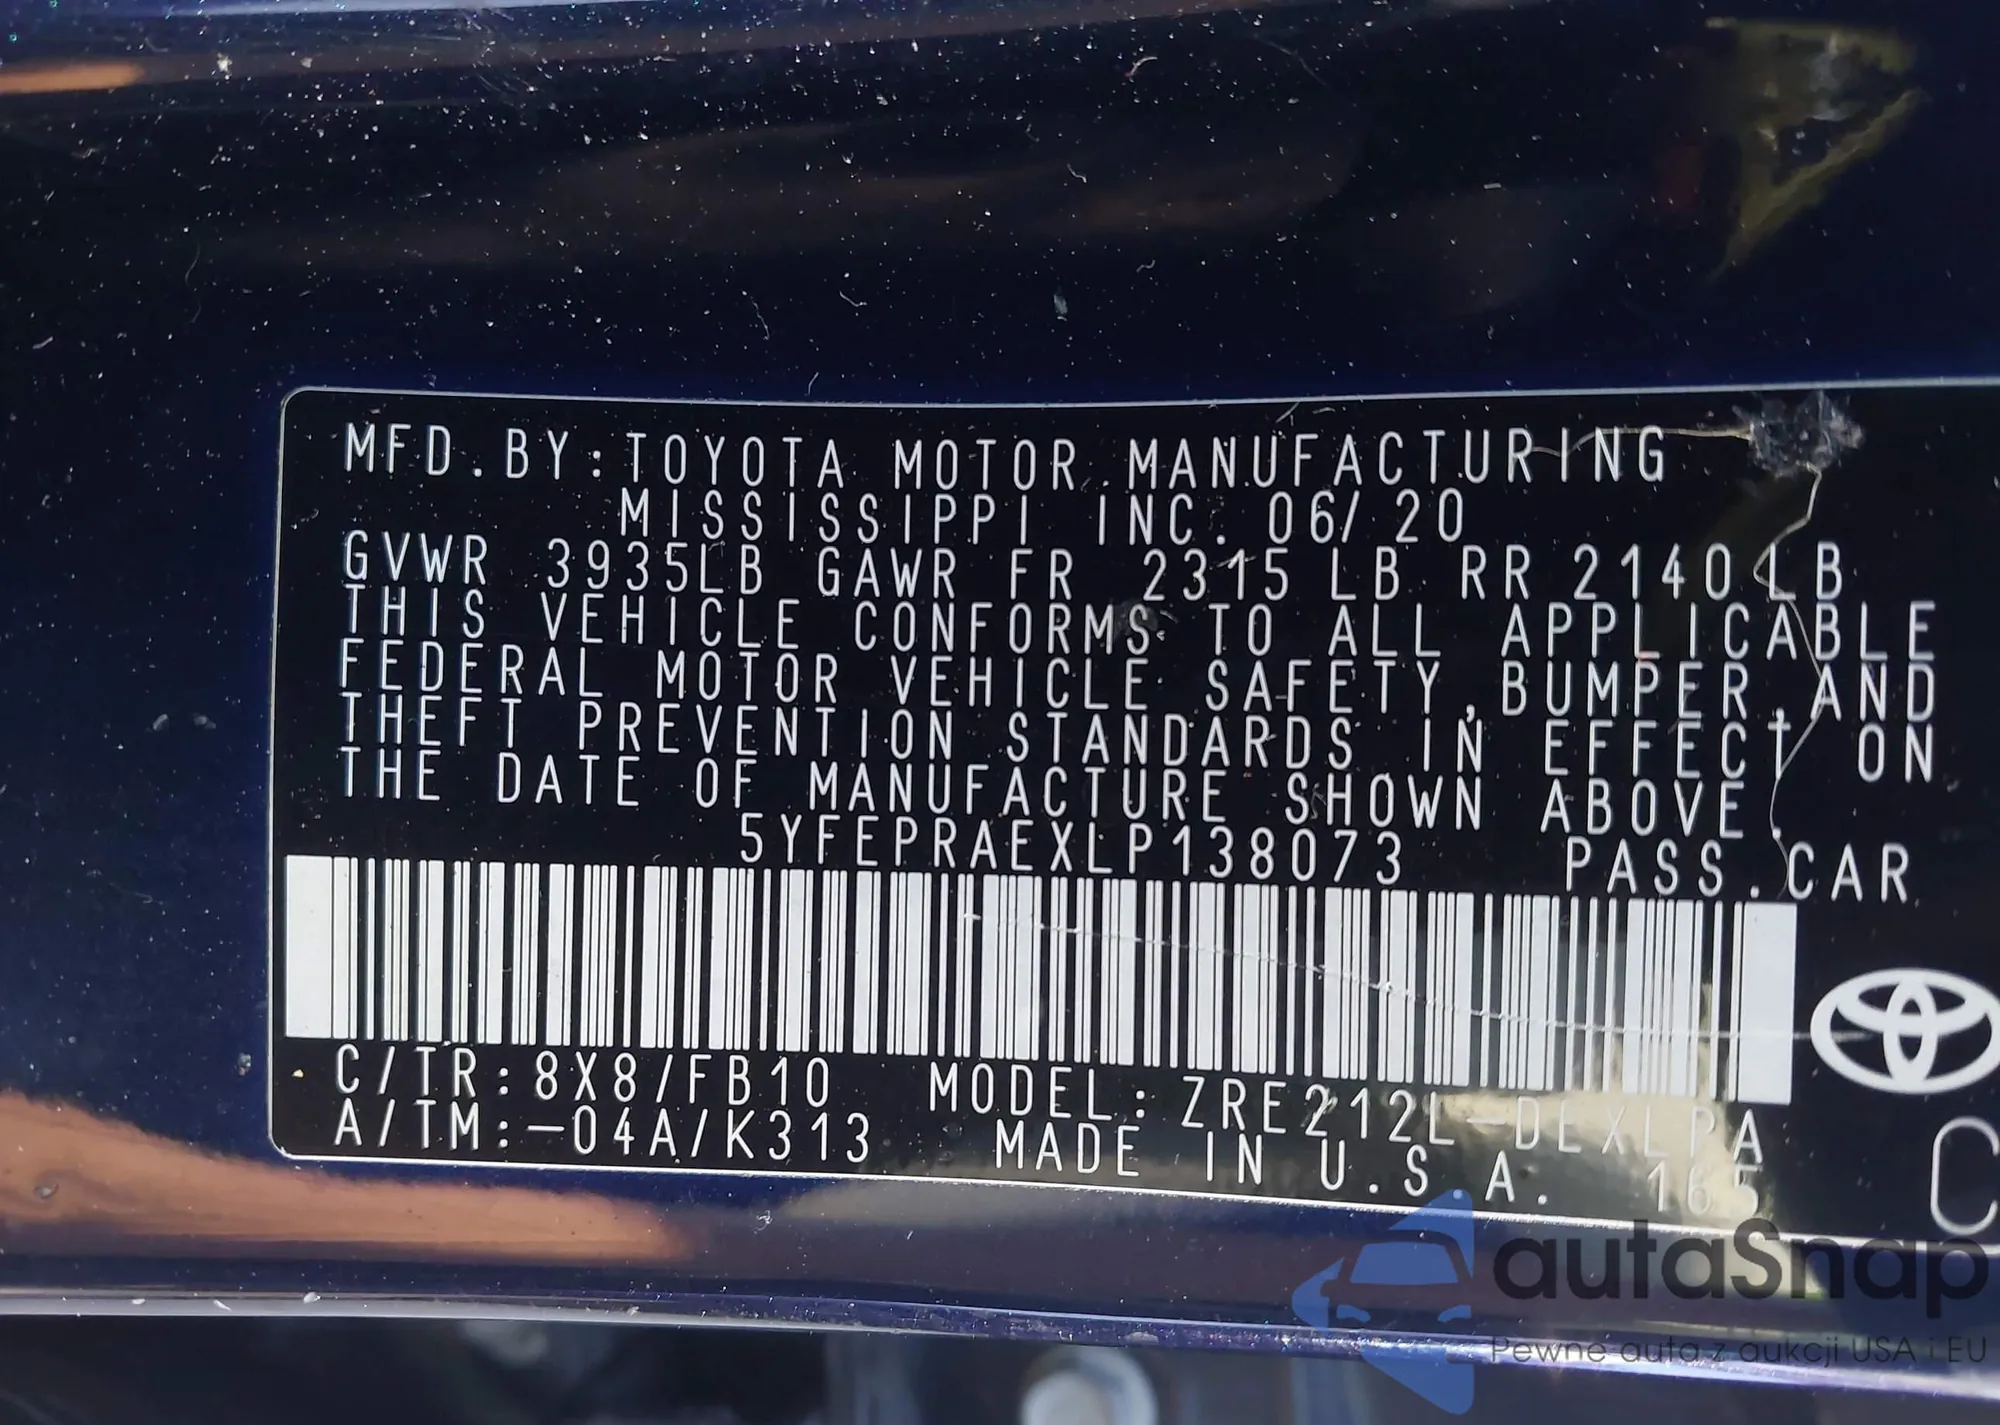 MFD.BY:TOYOTA MOTOR MANUFACTURING
MISSISSIPPI INC. 06/20
GVWR 3935LB GAWR FR 2315 LB RR 2140 LB
THIS VEHICLE CONFORMS TO ALL APPLICABLE
FEDERAL MOTOR VEHICLE SAFETY,BUMPER,AND
THEFT PREVENTION STANDARDS IN EFFECT ON
THE DATE OF MANUFACTURE SHOWN ABOVE.
5YFEPRAEXLP138073 PASS.CAR
C/TR:8X8/FB10 MODEL:ZRE212L-DEXLPA
A/TM:-04A/K313 MADE IN U.S.A. 165
C
autaSnap
Pewne auta z aukcji USA i EU